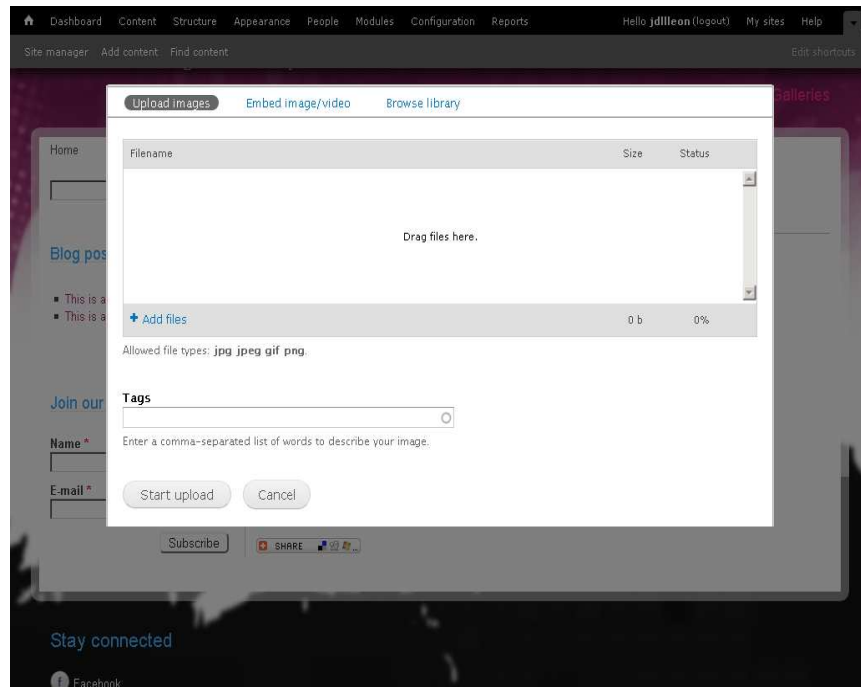 Dashboard Content Structure Appearance People Modules Configuration Reports Hello jdllleon (logout) My sites Help
Site manager Add content Find content Edit shortcuts
Galleries
Upload images Embed image/video Browse library
Home
Filename Size Status
Drag files here.
Blog pos
This is a
This is a
+ Add files 0 b 0%
Allowed file types: jpg jpeg gif png.
Join our
Tags
Enter a comma-separated list of words to describe your image.
Name *
E-mail *
Start upload Cancel
Subscribe
SHARE
Stay connected
Facebook